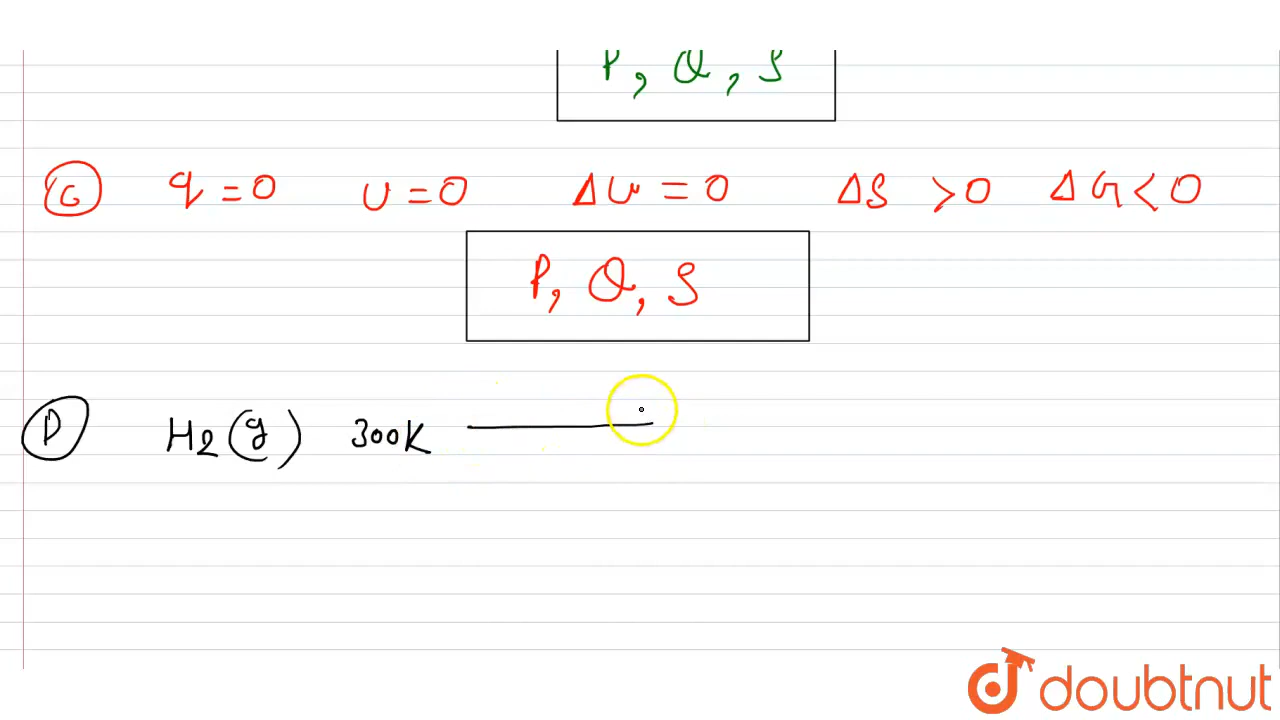 P, Q, S
C q = 0 U = 0 Δu = 0 ΔS > 0 ΔG < 0
P, Q, S
D H2(g) 300K
doubtnut